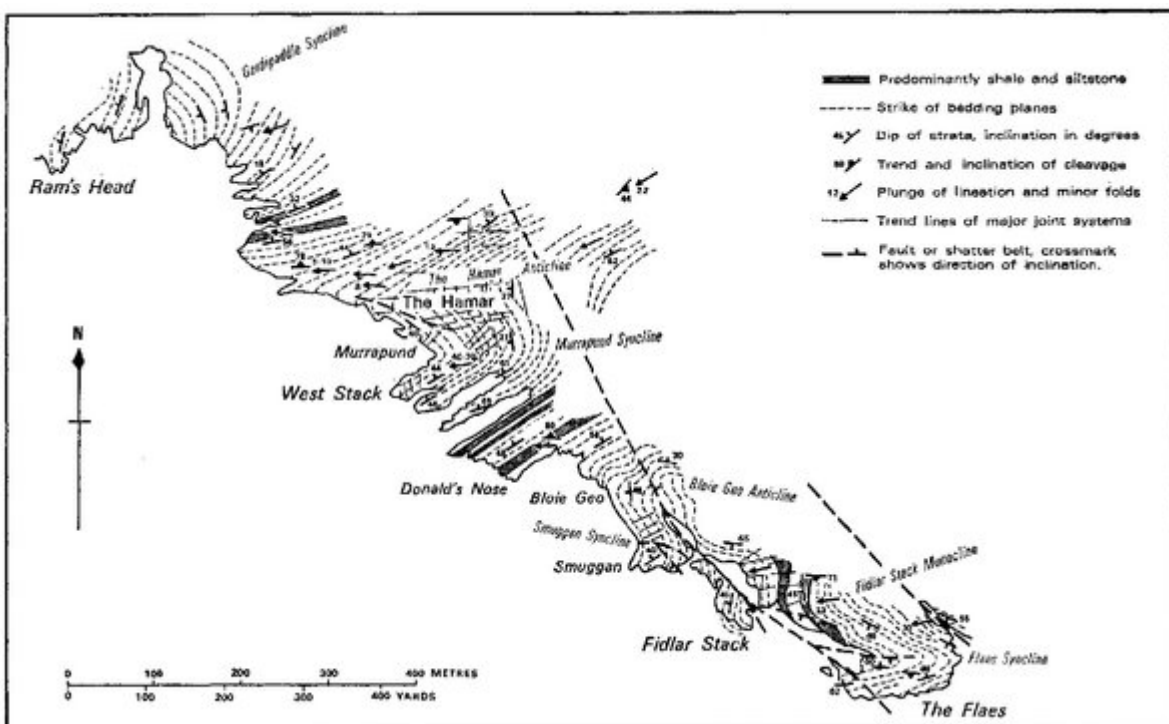 Gordispaddle Syncline
Predominantly shale and siltstone
Strike of bedding planes
Dip of strata, inclination in degrees
Trend and inclination of cleavage
12 Plunge of lineation and minor folds
Trend lines of major joint systems
Fault or shatter belt, crossmark
shows direction of inclination.
Ram's Head
The Hamar Anticline
The Hamar
N
Murrapund
Murrapund Syncline
West Stack
Donald's Nose
Bloie Geo
Bloie Geo Anticline
Smuggan Syncline
Smuggan
Fidlar Stack Monocline
Fidlar Stack
Flaes Syncline
The Flaes
0 100 200 300 400 METRES
0 100 200 300 400 YARDS